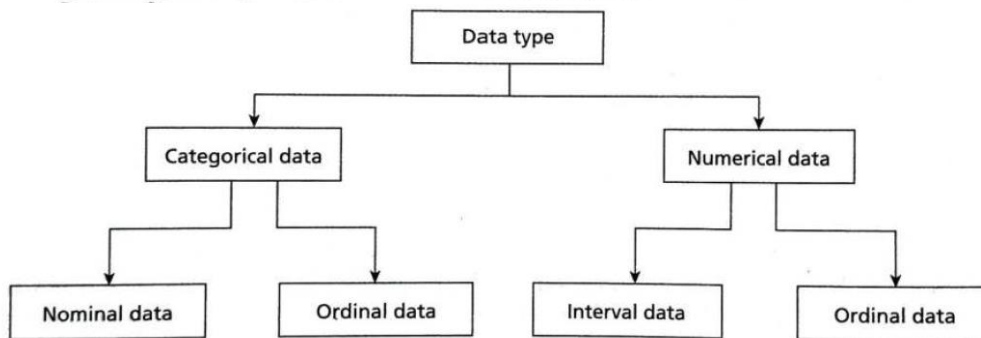 Data type
Categorical data
Numerical data
Nominal data
Ordinal data
Interval data
Ordinal data